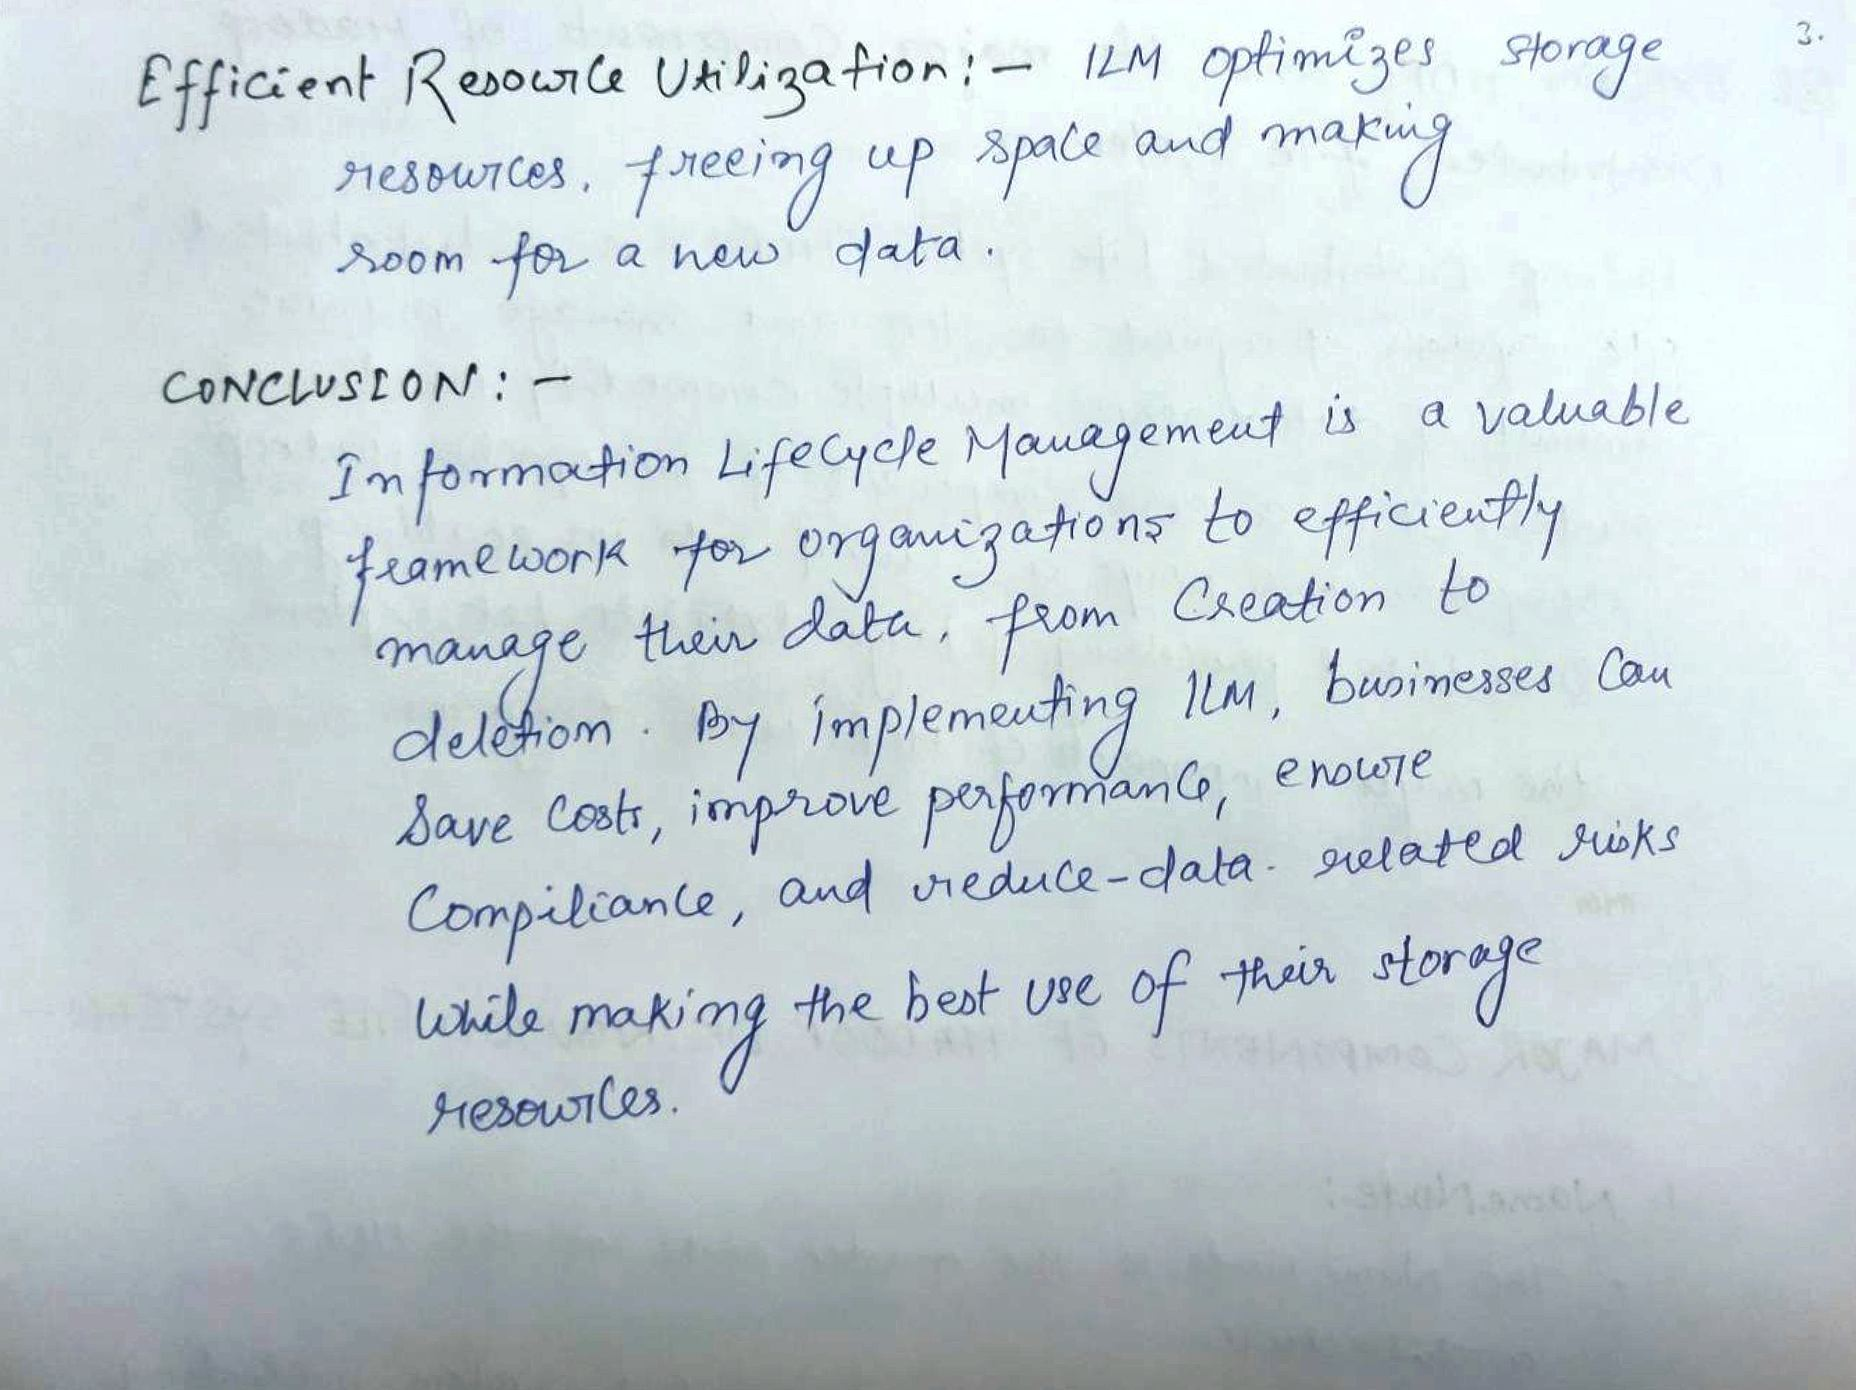 3.
Efficient Resource Utilization:- ILM optimizes storage
resources, freeing up space and making
room for a new data.
CONCLUSION:-
Information LifeCycle Management is a valuable
framework for organizations to efficiently
manage their data, from Creation to
deletion. By implementing ILM, businesses Can
Save Costs, improve performance, ensure
Compiliance, and reduce-data-related risks
While making the best use of their storage
resources.